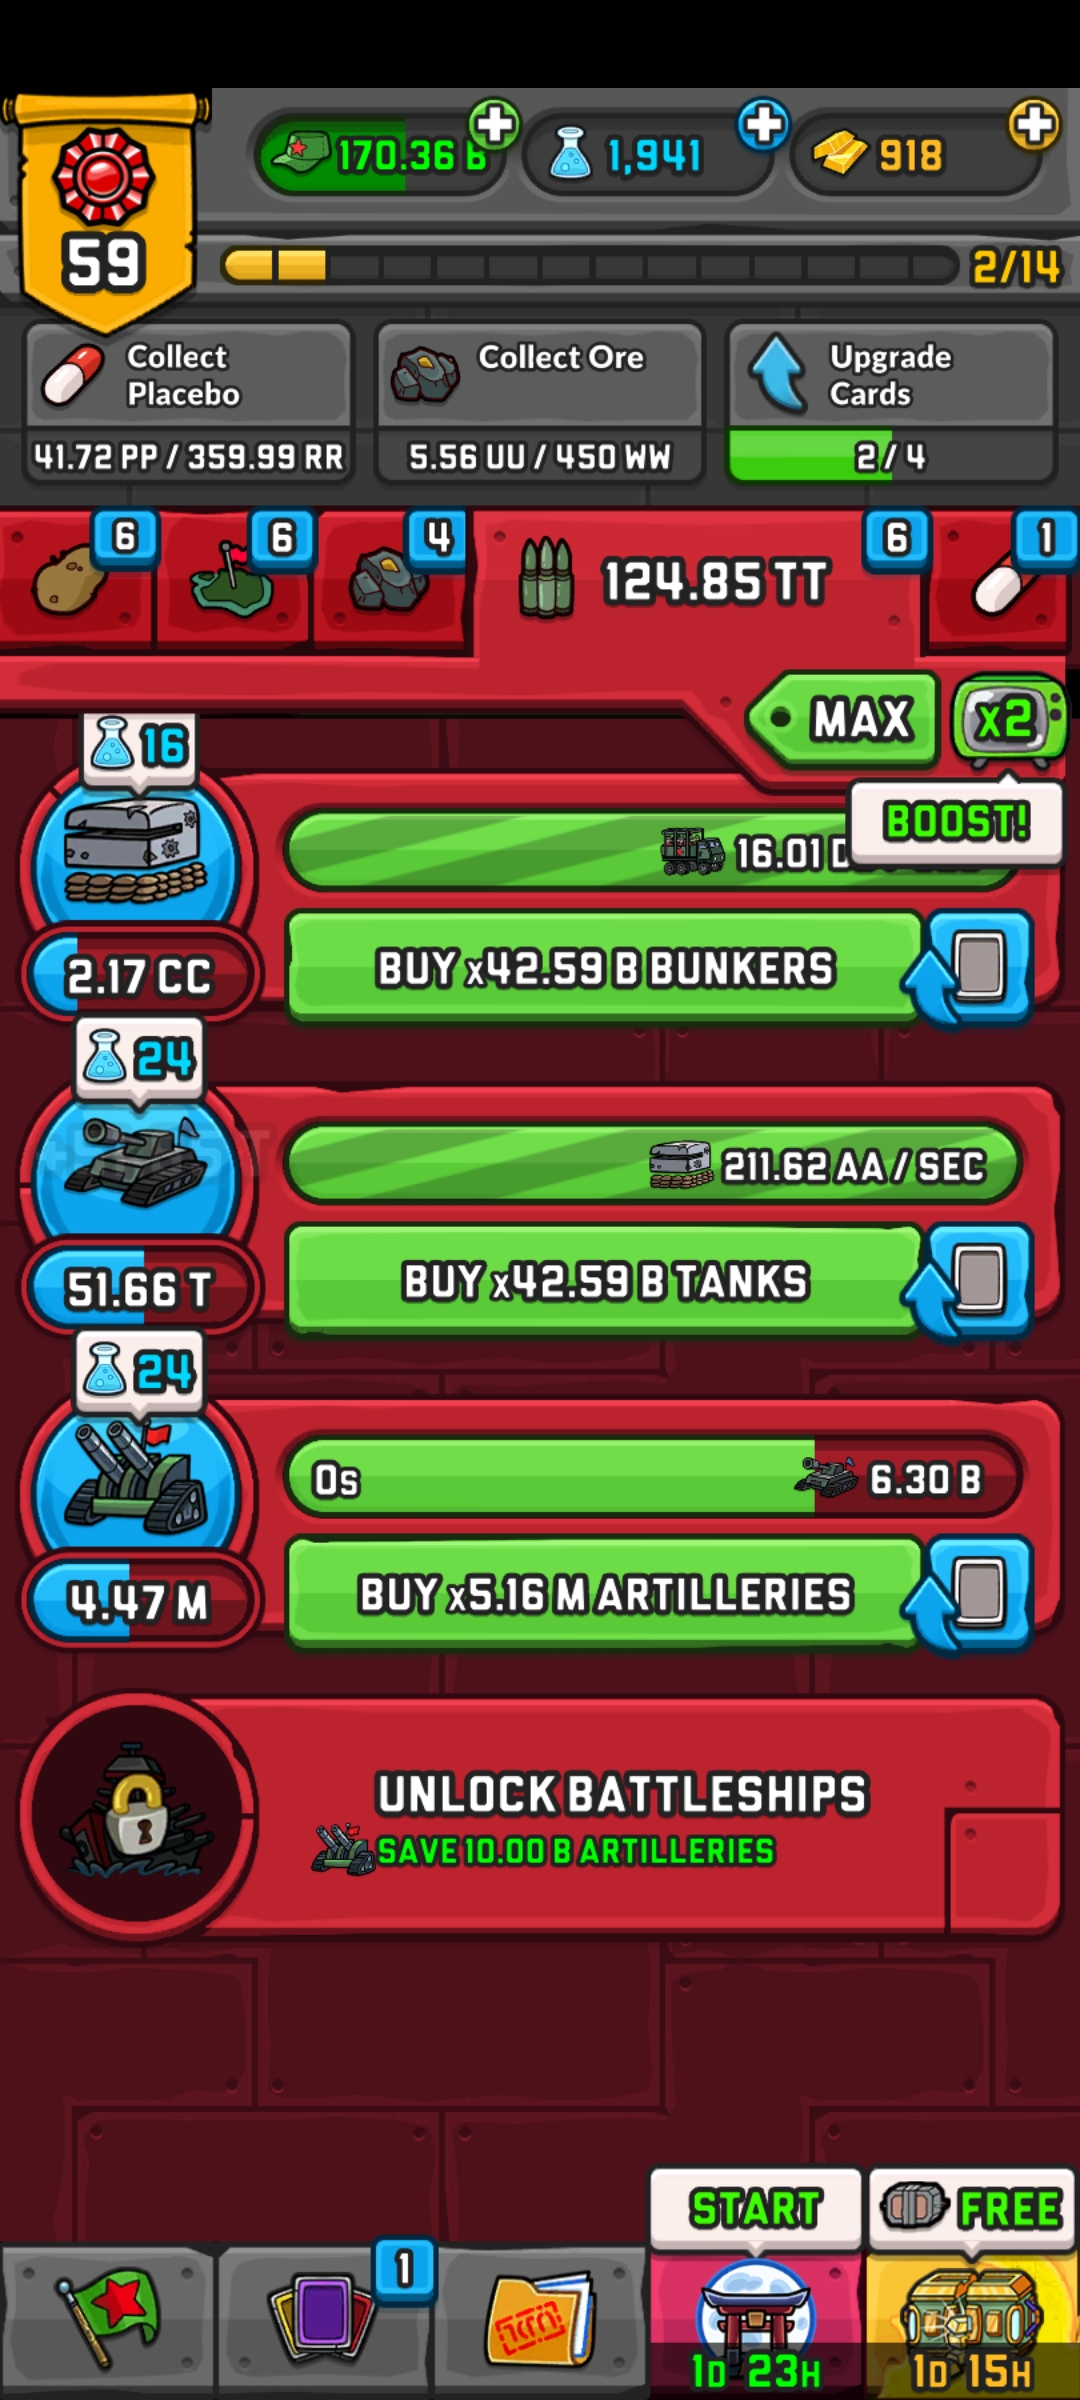 59
170.36 B
1,941
918
2/14
Collect
Placebo
41.72 PP / 359.99 RR
Collect Ore
5.56 UU / 450 WW
Upgrade
Cards
2 / 4
6
6
4
124.85 TT
6
1
MAX
x2
BOOST!
16
16.01
2.17 CC
BUY x42.59 B BUNKERS
24
211.62 AA / SEC
51.66 T
BUY x42.59 B TANKS
24
0s
6.30 B
4.47 M
BUY x5.16 M ARTILLERIES
UNLOCK BATTLESHIPS
SAVE 10.00 B ARTILLERIES
START
FREE
1
1D 23H
1D 15H